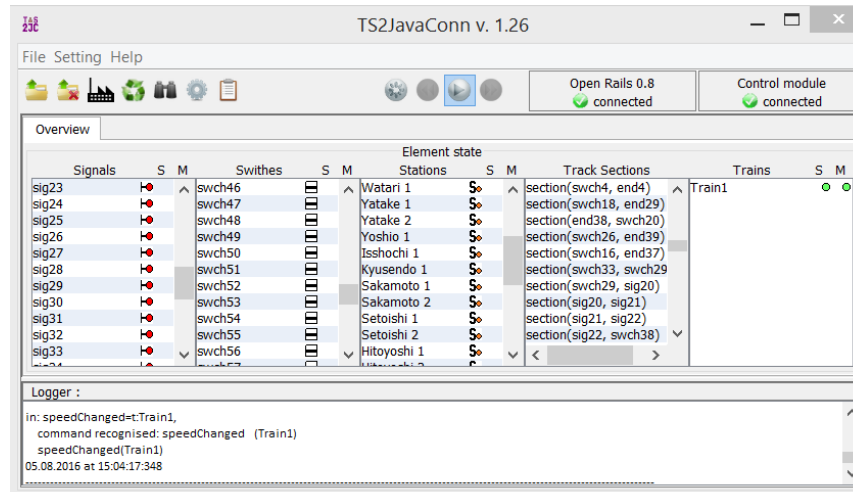 TS2JavaConn v. 1.26
File Setting Help
Open Rails 0.8
connected
Control module
connected
Overview
Element state
Signals S M Swithes S M Stations S M Track Sections Trains S M
sig23 swch46 Watari 1 section(swch4, end4) Train1
sig24 swch47 Yatake 1 section(swch18, end29)
sig25 swch48 Yatake 2 section(end38, swch20)
sig26 swch49 Yoshio 1 section(swch26, end39)
sig27 swch50 Isshochi 1 section(swch16, end37)
sig28 swch51 Kyusendo 1 section(swch33, swch29
sig29 swch52 Sakamoto 1 section(swch29, sig20)
sig30 swch53 Sakamoto 2 section(sig20, sig21)
sig31 swch54 Setoishi 1 section(sig21, sig22)
sig32 swch55 Setoishi 2 section(sig22, swch38)
sig33 swch56 Hitoyoshi 1
Logger :
in: speedChanged=t:Train1,
command recognised: speedChanged (Train1)
speedChanged(Train1)
05.08.2016 at 15:04:17:348